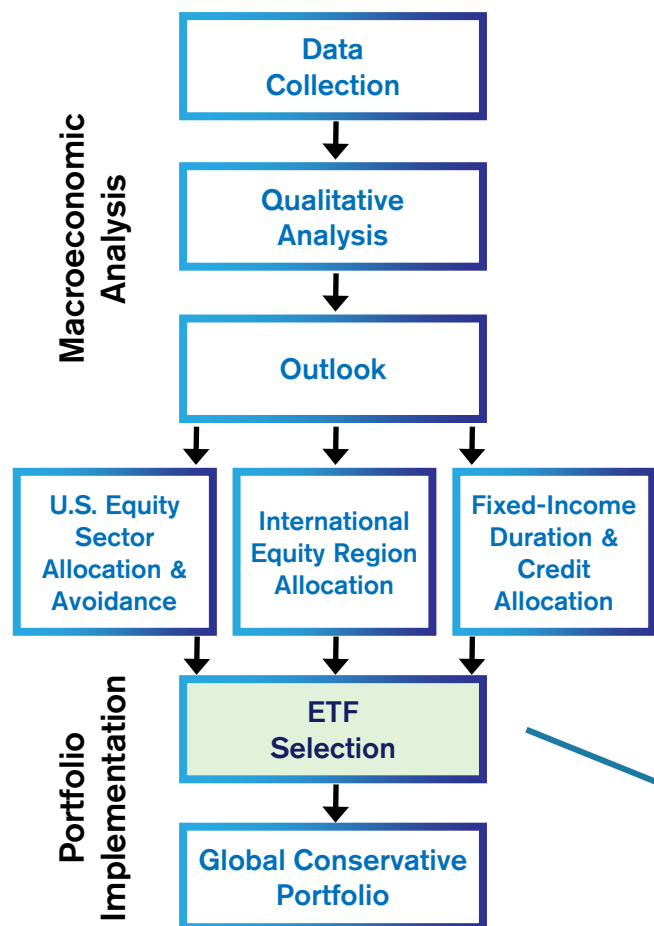 Data
Collection
Macroeconomic
Analysis
Qualitative
Analysis
Outlook
U.S. Equity
Sector
Allocation &
Avoidance
International
Equity Region
Allocation
Fixed-Income
Duration &
Credit
Allocation
Portfolio
Implementation
ETF
Selection
Global Conservative
Portfolio